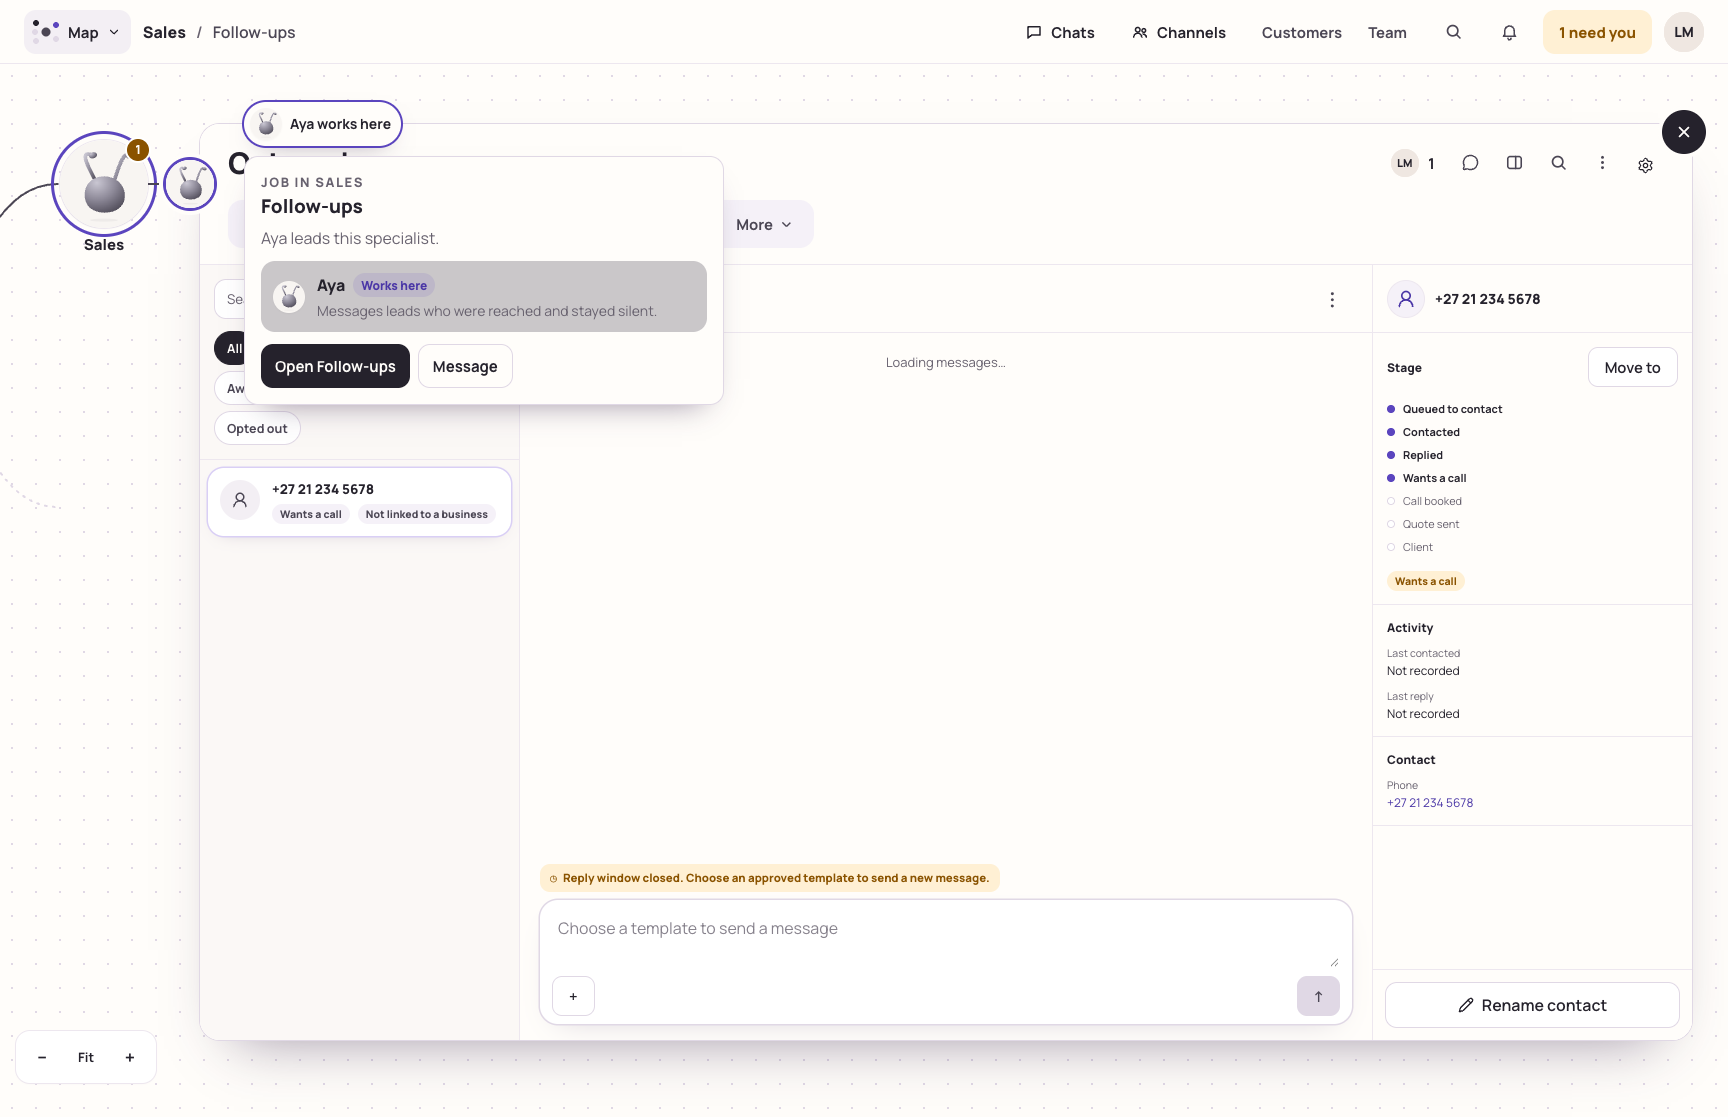 Map
Sales / Follow-ups
Chats
Channels
Customers
Team
1 need you
LM
Aya works here
1
Sales
LM 1
JOB IN SALES
Follow-ups
Aya leads this specialist.
Aya Works here
Messages leads who were reached and stayed silent.
Open Follow-ups
Message
More
All
Opted out
+27 21 234 5678
Wants a call
Not linked to a business
Loading messages...
Reply window closed. Choose an approved template to send a new message.
Choose a template to send a message
+
+27 21 234 5678
Stage
Move to
Queued to contact
Contacted
Replied
Wants a call
Call booked
Quote sent
Client
Wants a call
Activity
Last contacted
Not recorded
Last reply
Not recorded
Contact
Phone
+27 21 234 5678
Rename contact
− Fit +